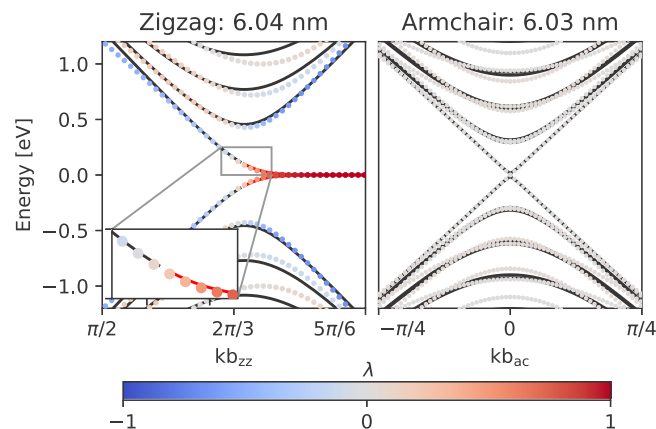 Zigzag: 6.04 nm
Armchair: 6.03 nm
Energy [eV]
1.0
0.5
0.0
−0.5
−1.0
π/2
2π/3
5π/6
kb_zz
−π/4
0
π/4
kb_ac
λ
−1
0
1